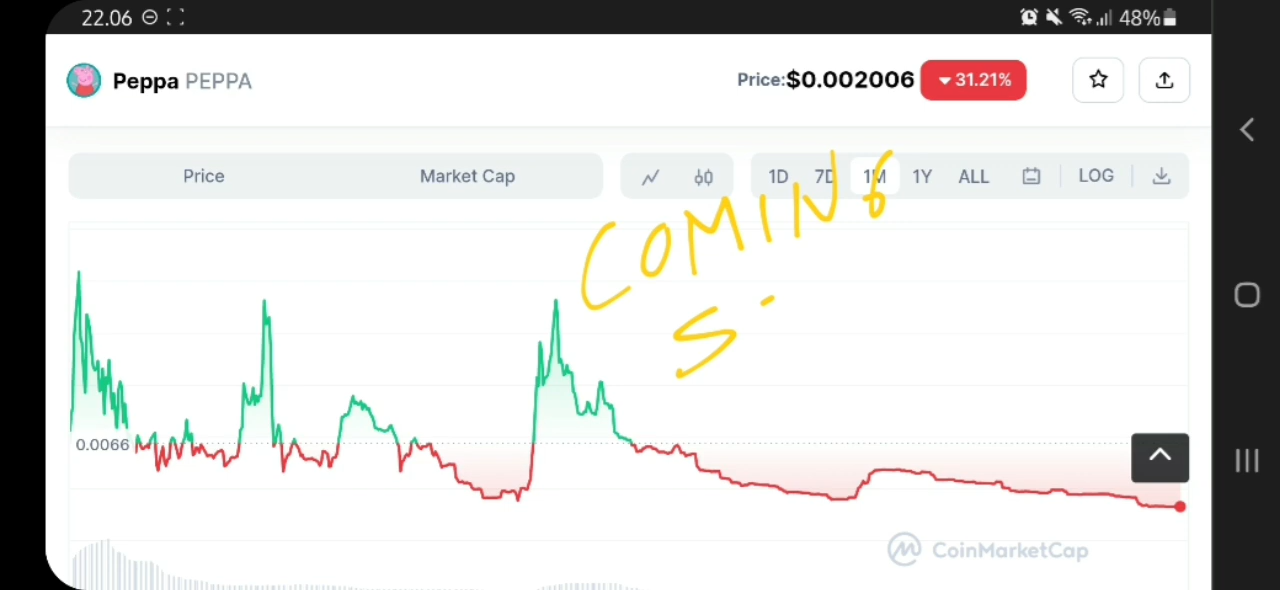 22.06 48%
Peppa PEPPA Price:$0.002006 31.21%
Price Market Cap 1D 7D 1M 1Y ALL LOG
COMING
S
0.0066
CoinMarketCap